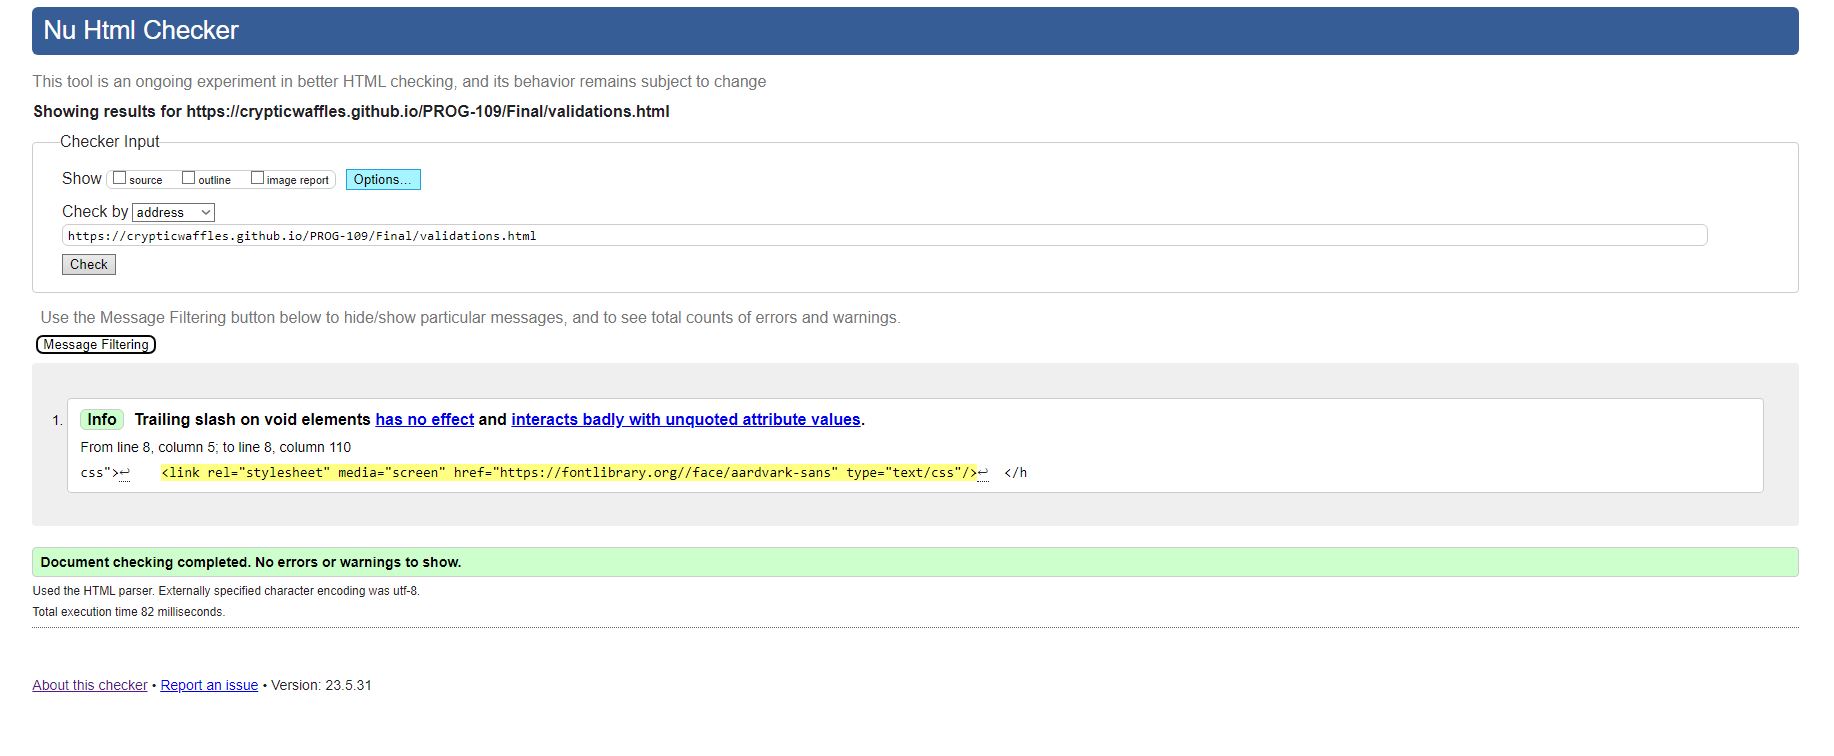 Nu Html Checker
This tool is an ongoing experiment in better HTML checking, and its behavior remains subject to change
Showing results for https://crypticwaffles.github.io/PROG-109/Final/validations.html
Checker Input
Show source outline image report Options...
Check by address
https://crypticwaffles.github.io/PROG-109/Final/validations.html
Check
Use the Message Filtering button below to hide/show particular messages, and to see total counts of errors and warnings.
Message Filtering
1. Info Trailing slash on void elements has no effect and interacts badly with unquoted attribute values.
From line 8, column 5; to line 8, column 110
css">↩ <link rel="stylesheet" media="screen" href="https://fontlibrary.org//face/aardvark-sans" type="text/css"/>↩ </h
Document checking completed. No errors or warnings to show.
Used the HTML parser. Externally specified character encoding was utf-8.
Total execution time 82 milliseconds.
About this checker • Report an issue • Version: 23.5.31